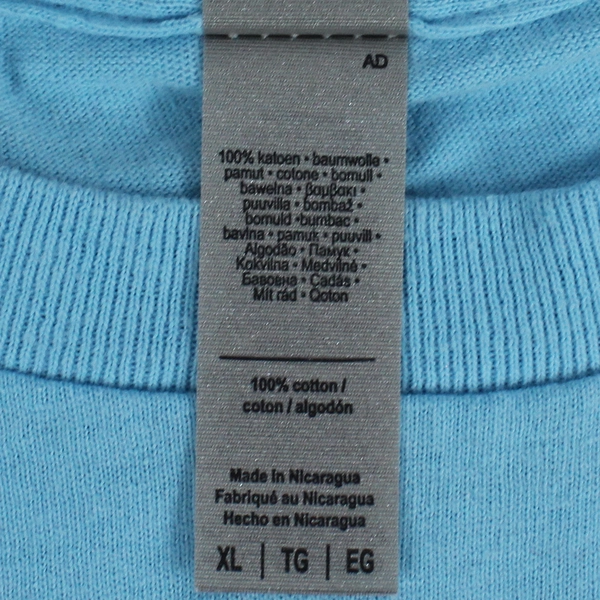 AD
100% katoen • baumwolle •
pamut • cotone • bomull •
bawełna • βαμβακι •
puuvilla • bombaž •
bomuld •bumbac •
bavlna • pamuk • puuvill •
Algodão • Памук •
Kokvilna • Medvilnė •
Бавовна • Cadás •
Mit rád • Qoton
100% cotton /
coton / algodón
Made in Nicaragua
Fabriqué au Nicaragua
Hecho en Nicaragua
XL | TG | EG